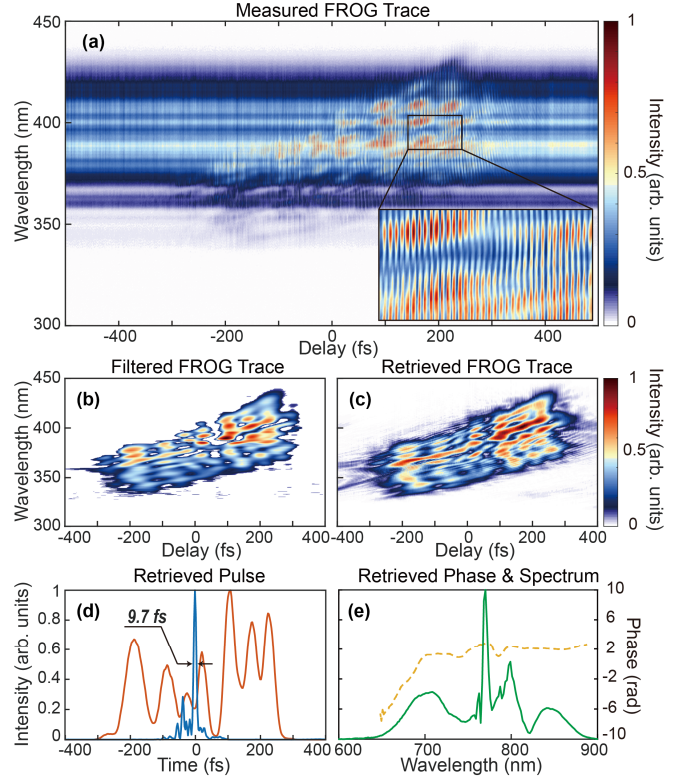 Measured FROG Trace
(a)
450
400
350
300
Wavelength (nm)
-400
-200
0
200
400
Delay (fs)
1
0.5
0
Intensity (arb. units)
Filtered FROG Trace
(b)
450
400
350
300
Wavelength (nm)
-400
-200
0
200
400
Delay (fs)
Retrieved FROG Trace
(c)
-400
-200
0
200
400
Delay (fs)
1
0.5
0
Intensity (arb. units)
Retrieved Pulse
(d)
9.7 fs
1
0.8
0.6
0.4
0.2
0
Intensity (arb. units)
-400
-200
0
200
400
Time (fs)
Retrieved Phase & Spectrum
(e)
600
700
800
900
Wavelength (nm)
10
6
2
-2
-6
-10
Phase (rad)